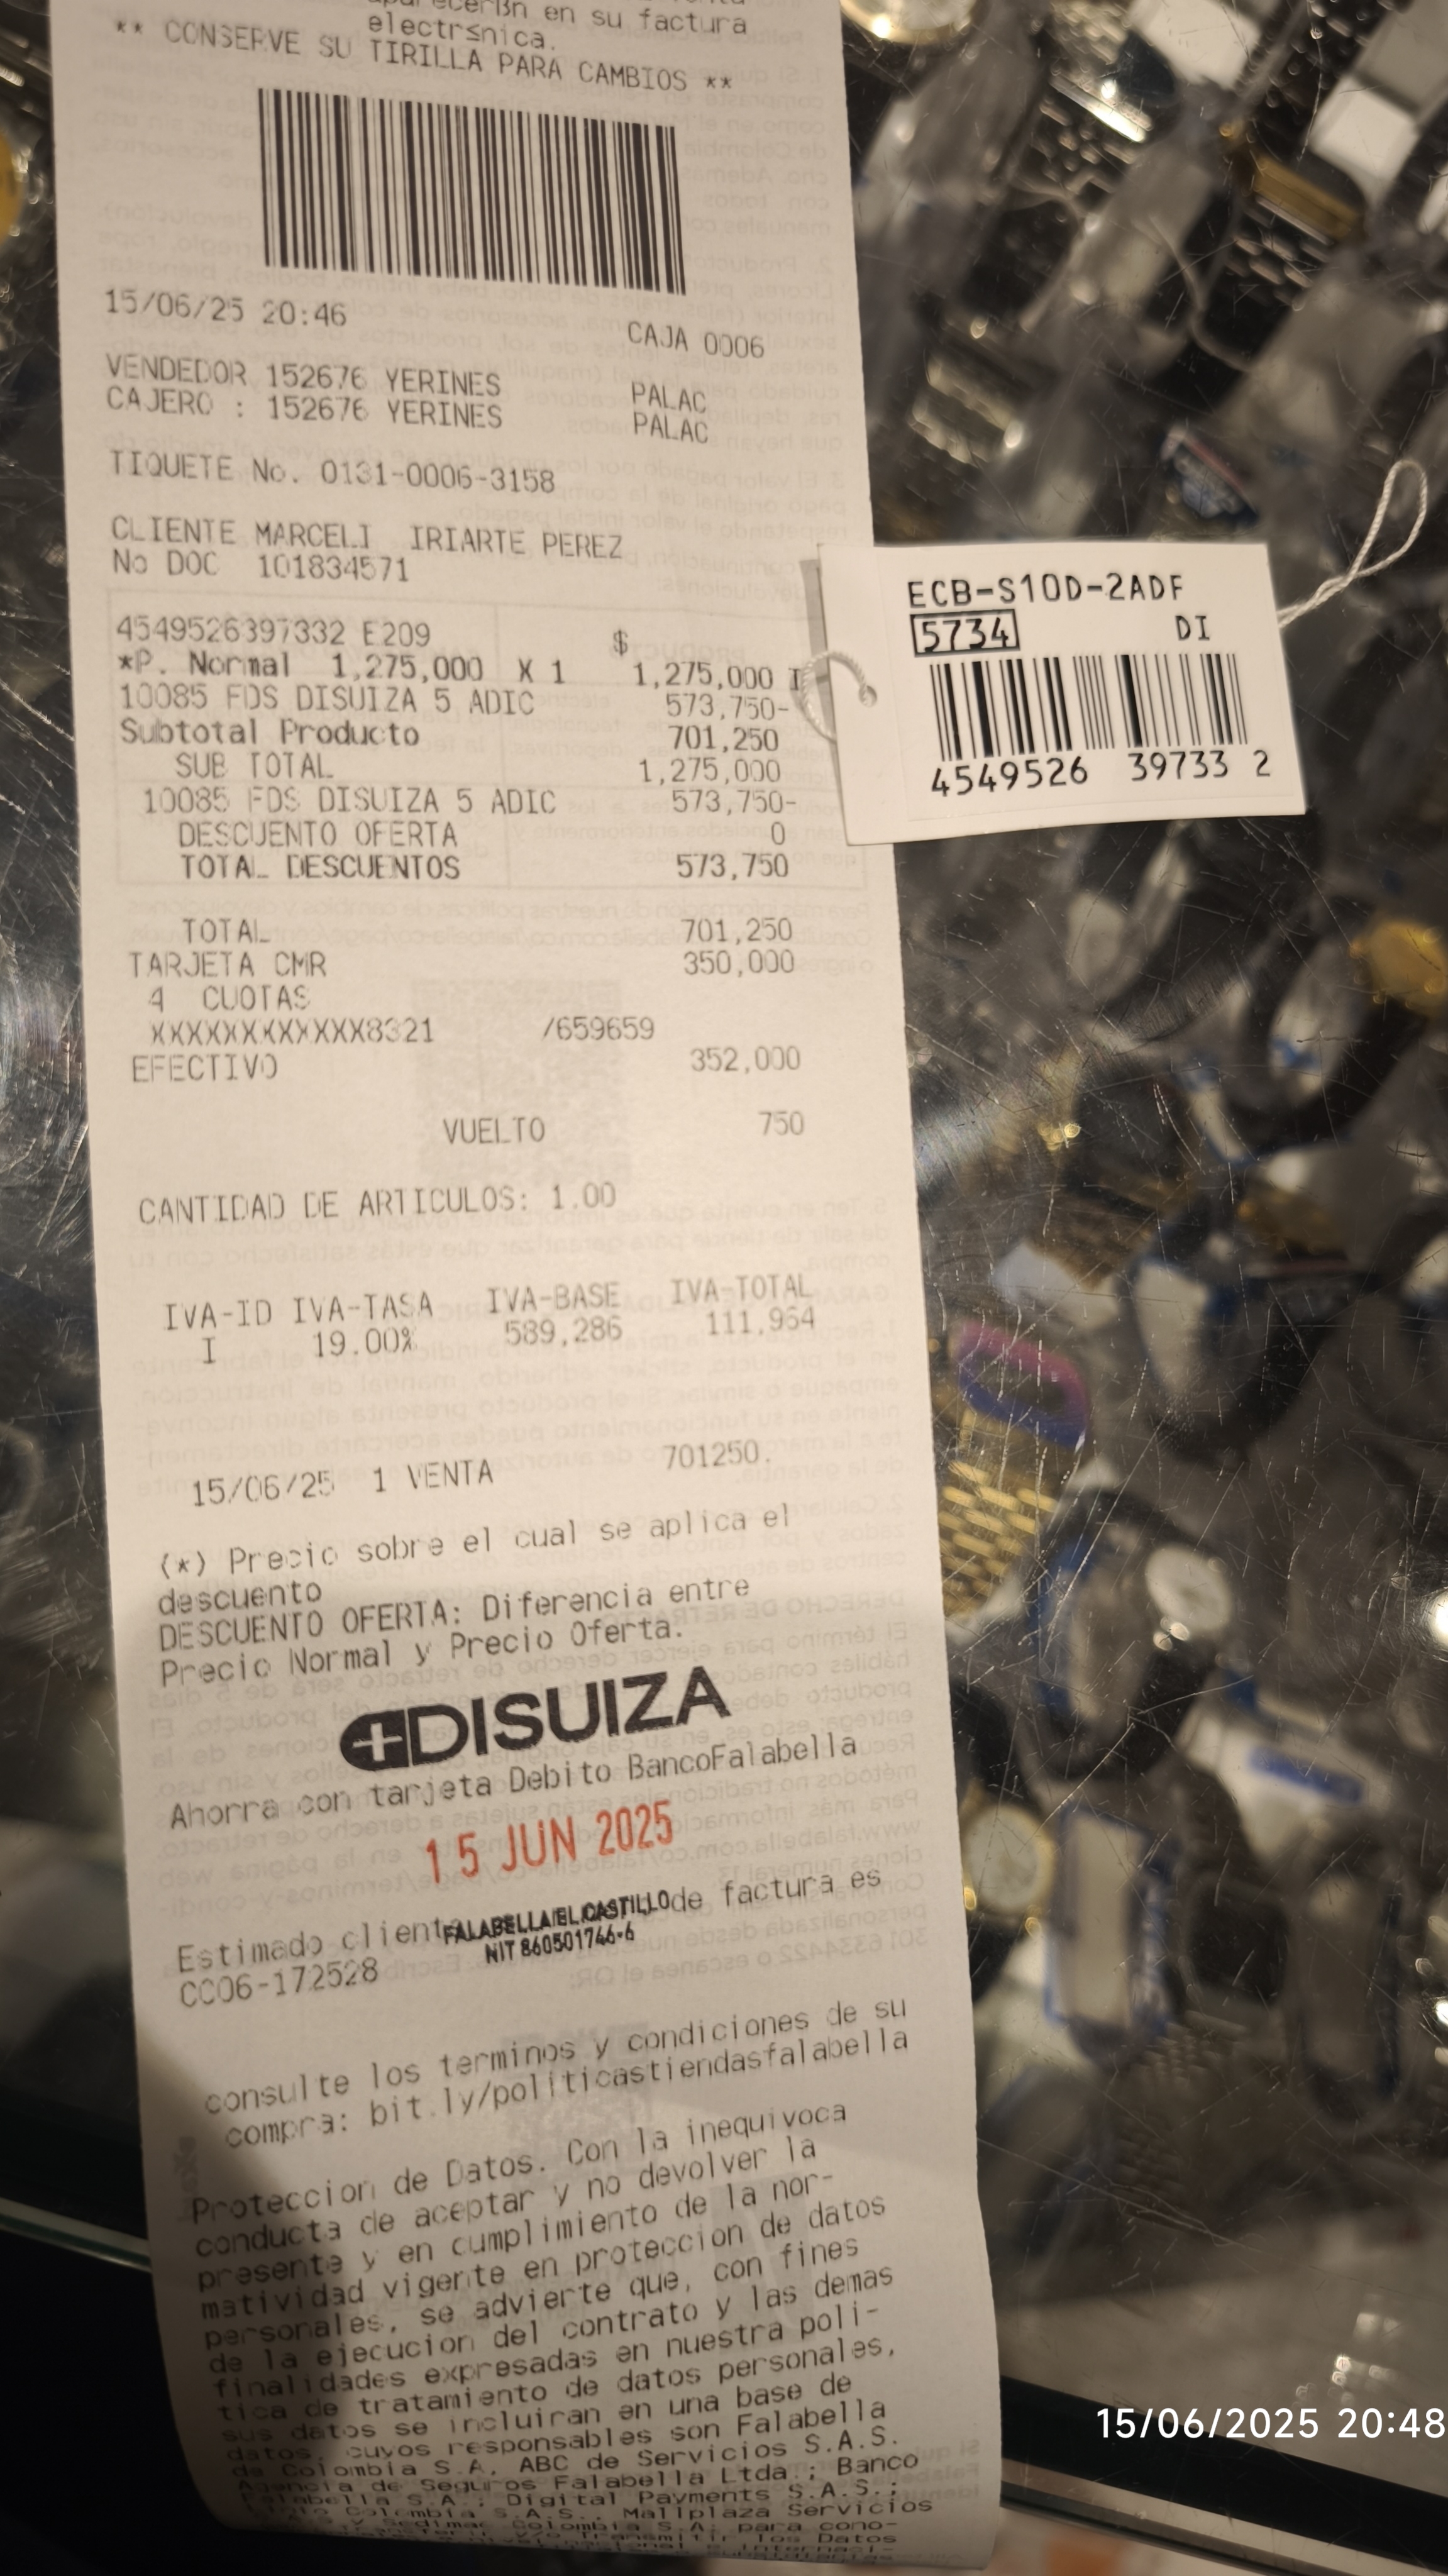 aparecerßn en su factura
electr≤nica.
** CONSERVE SU TIRILLA PARA CAMBIOS **
15/06/25 20:46 CAJA 0006
VENDEDOR 152676 YERINES PALAC
CAJERO : 152676 YERINES PALAC
TIQUETE No. 0131-0006-3158
CLIENTE MARCELI IRIARTE PEREZ
No DOC 101834571
4549526397332 E209 $
*P. Normal 1,275,000 X 1 1,275,000 I
10085 FDS DISUIZA 5 ADIC 573,750-
Subtotal Producto 701,250
SUB TOTAL 1,275,000
10085 FDS DISUIZA 5 ADIC 573,750-
DESCUENTO OFERTA 0
TOTAL DESCUENTOS 573,750
TOTAL 701,250
TARJETA CMR 350,000
4 CUOTAS
XXXXXXXXXXXX8321 /659659
EFECTIVO 352,000
VUELTO 750
CANTIDAD DE ARTICULOS: 1.00
IVA-ID IVA-TASA IVA-BASE IVA-TOTAL
I 19.00% 589,286 111,964
15/06/25 1 VENTA 701250.
(*) Precio sobre el cual se aplica el
descuento
DESCUENTO OFERTA: Diferencia entre
Precio Normal y Precio Oferta.
DISUIZA
Ahorra con tarjeta Debito BancoFalabella
15 JUN 2025
Estimado client de factura es
FALABELLA EL CASTILLO
NIT 860501746-6
CC06-172528
consulte los terminos y condiciones de su
compra: bit.ly/politicastiendasfalabella
Proteccion de Datos. Con la inequivoca
conducta de aceptar y no devolver la
presente y en cumplimiento de la nor-
matividad vigente en proteccion de datos
personales, se advierte que, con fines
de la ejecucion del contrato y las demas
finalidades expresadas en nuestra poli-
tica de tratamiento de datos personales,
sus datos se incluiran en una base de
datos, cuyos responsables son Falabella
de Colombia S.A, ABC de Servicios S.A.S.
Agencia de Seguros Falabella Ltda.; Banco
Falabella S.A.; Digital Payments S.A.S.;
Colombia S.A.S., Mallplaza Servicios
Colombia S.A. para cono-
los Datos
ECB-S10D-2ADF
5734 DI
4549526 39733 2
15/06/2025 20:48